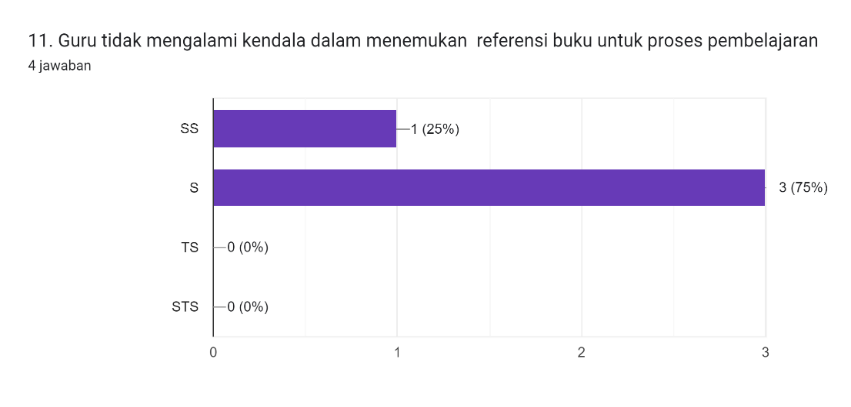 11. Guru tidak mengalami kendala dalam menemukan  referensi buku untuk proses pembelajaran
4 jawaban
SS
1 (25%)
S
3 (75%)
TS
0 (0%)
STS
0 (0%)
0 1 2 3